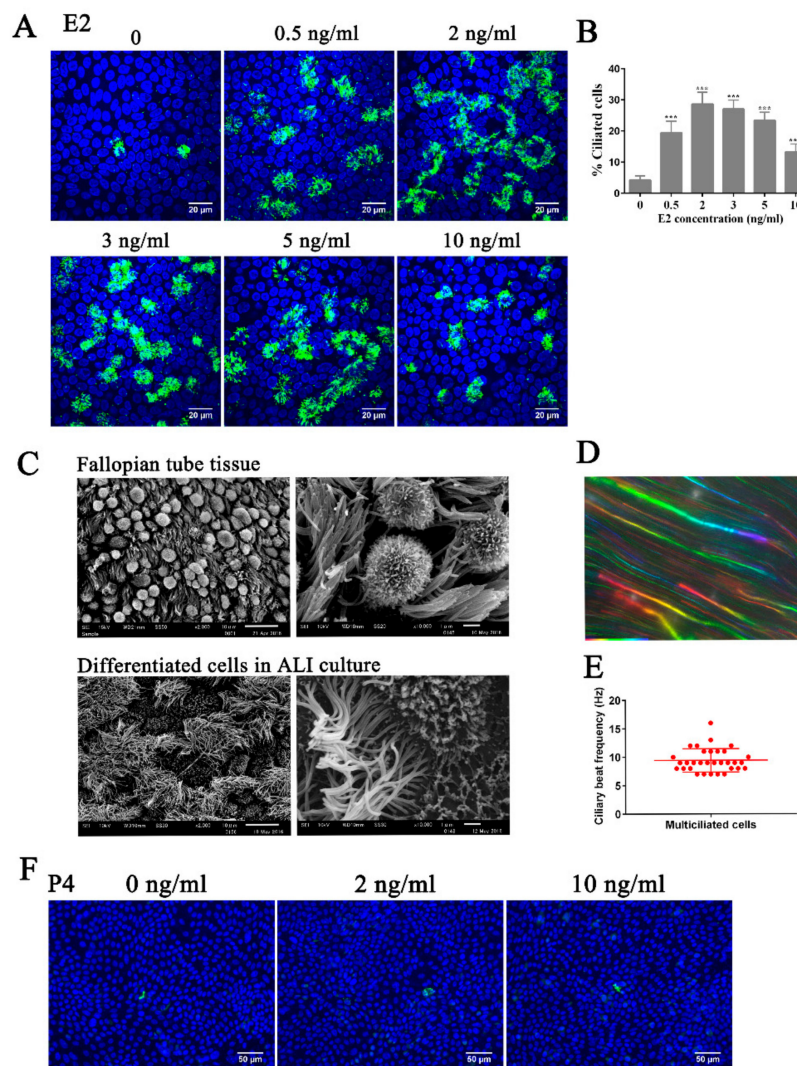 A
E2
0
0.5 ng/ml
2 ng/ml
20 µm
20 µm
20 µm
3 ng/ml
5 ng/ml
10 ng/ml
20 µm
20 µm
20 µm
B
% Ciliated cells
40
30
20
10
0
***
***
***
***
**
0
0.5
2
3
5
10
E2 concentration (ng/ml)
C
Fallopian tube tissue
Differentiated cells in ALI culture
D
E
Ciliary beat frequency (Hz)
20
15
10
5
0
Multiciliated cells
F
P4
0 ng/ml
2 ng/ml
10 ng/ml
50 µm
50 µm
50 µm